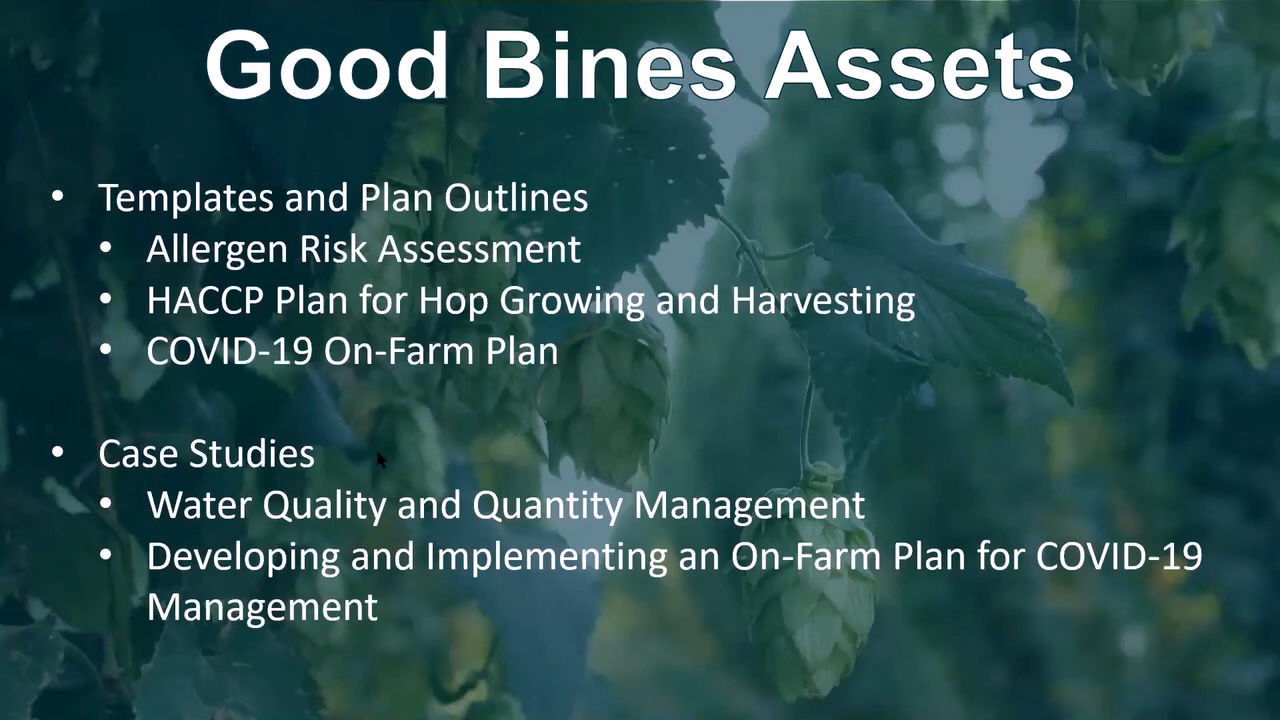 Good Bines Assets
• Templates and Plan Outlines
• Allergen Risk Assessment
• HACCP Plan for Hop Growing and Harvesting
• COVID-19 On-Farm Plan
• Case Studies
• Water Quality and Quantity Management
• Developing and Implementing an On-Farm Plan for COVID-19
Management